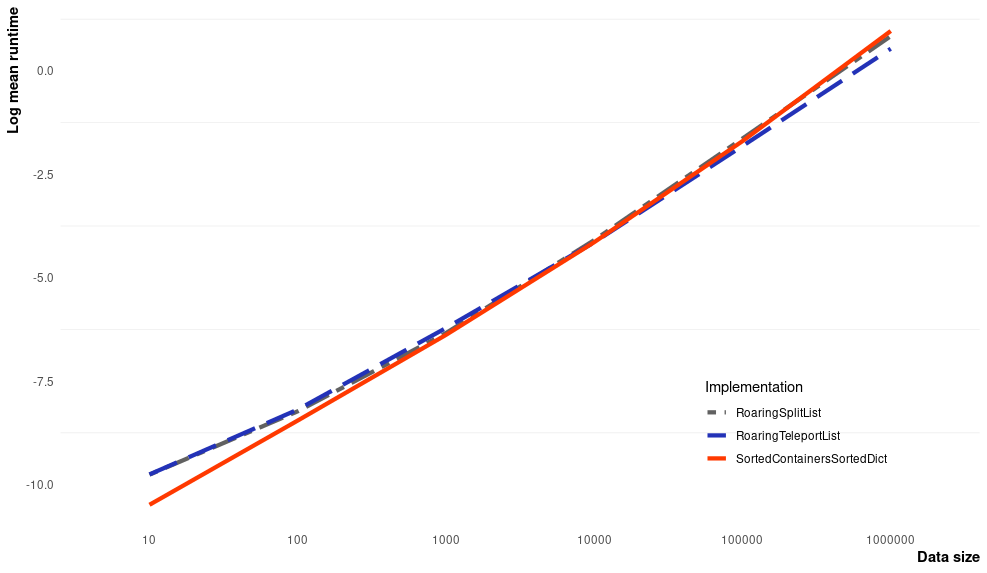 Log mean runtime
0.0
-2.5
-5.0
-7.5
-10.0
Implementation
RoaringSplitList
RoaringTeleportList
SortedContainersSortedDict
10 100 1000 10000 100000 1000000
Data size